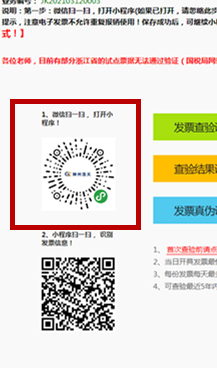 业务编号： JK202103120003
说明：第一步：微信扫一扫，打开小程序(如果已打开，请忽略此步
提示，注意电子发票不允许重复报销使用！保存成功后，可继续小
式！】
各位老师，目前有部分浙江省的试点票据无法通过验证（国税局网
1、微信扫一扫，打开小
程序！
2、小程序扫一扫，识别
发票信息！
发票查验
查验结果
发票真伪
1、 首次查验前请点
2、当日开具发票最
3、每份发票每天最
4、可查验最近5年内